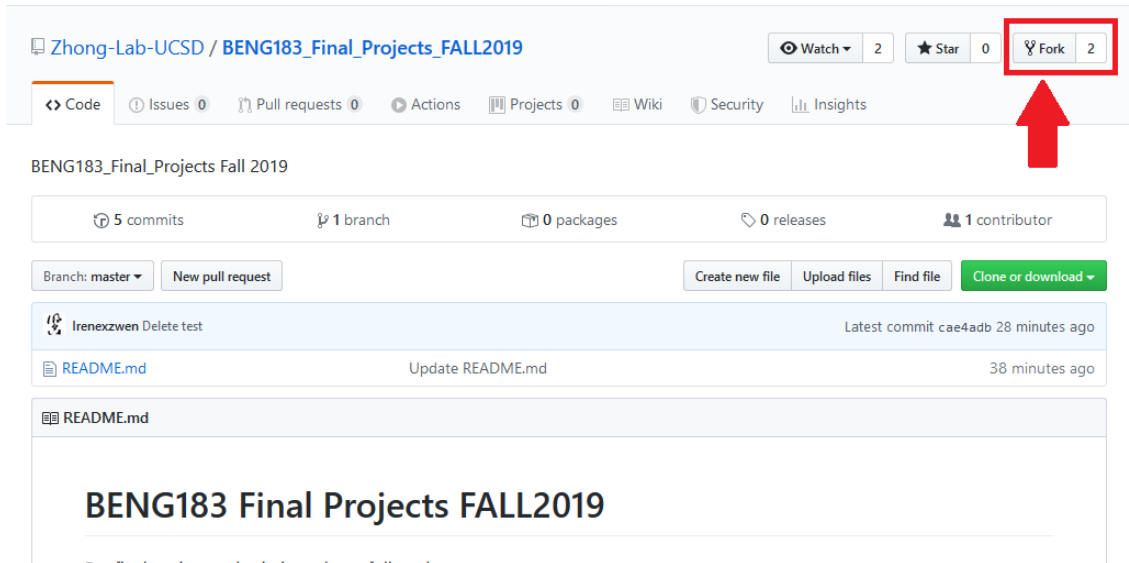 Zhong-Lab-UCSD / BENG183_Final_Projects_FALL2019 Watch 2 Star 0 Fork 2
Code Issues 0 Pull requests 0 Actions Projects 0 Wiki Security Insights
BENG183_Final_Projects Fall 2019
5 commits 1 branch 0 packages 0 releases 1 contributor
Branch: master New pull request Create new file Upload files Find file Clone or download
Irenexzwen Delete test Latest commit cae4adb 28 minutes ago
README.md Update README.md 38 minutes ago
README.md
BENG183 Final Projects FALL2019